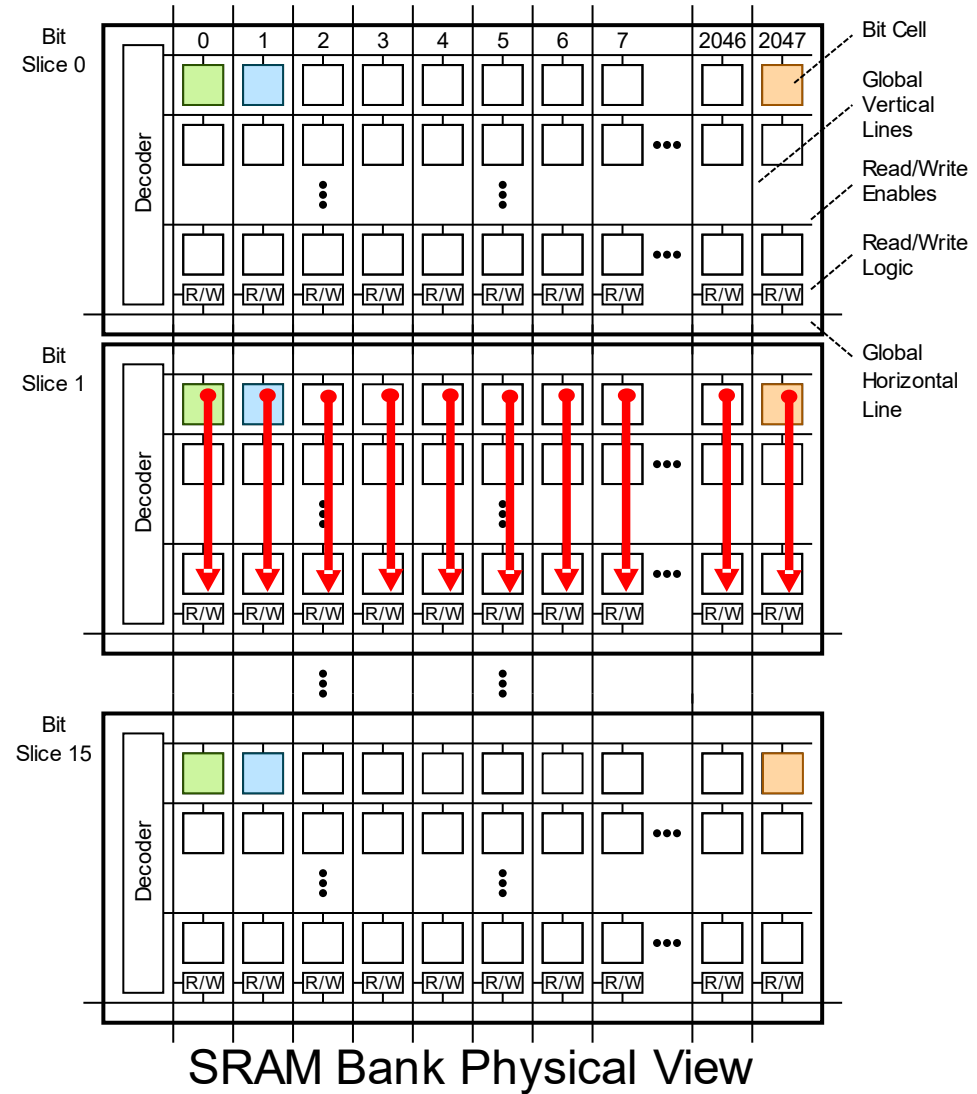 Bit
Slice 0
0 1 2 3 4 5 6 7 2046 2047
Decoder
R/W R/W R/W R/W R/W R/W R/W R/W R/W R/W
Bit Cell
Global
Vertical
Lines
Read/Write
Enables
Read/Write
Logic
Global
Horizontal
Line
Bit
Slice 1
Decoder
R/W R/W R/W R/W R/W R/W R/W R/W R/W R/W
Bit
Slice 15
Decoder
R/W R/W R/W R/W R/W R/W R/W R/W R/W R/W
SRAM Bank Physical View